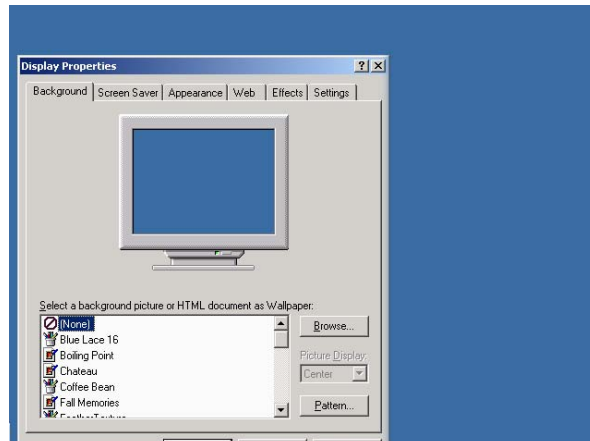 Display Properties
Background Screen Saver Appearance Web Effects Settings
Select a background picture or HTML document as Wallpaper:
(None)
Blue Lace 16
Boiling Point
Chateau
Coffee Bean
Fall Memories
Browse...
Picture Display:
Center
Pattern...